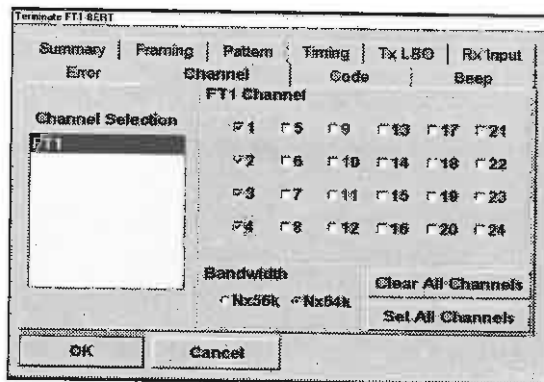 Terminate FT1-BERT
Summary Framing Pattern Timing Tx LBO Rx Input
Error Channel Code Beep
FT1 Channel
Channel Selection
FT1
1 5 9 13 17 21
2 6 10 14 18 22
3 7 11 15 19 23
4 8 12 16 20 24
Bandwidth
Nx56k Nx64k
Clear All Channels
Set All Channels
OK Cancel